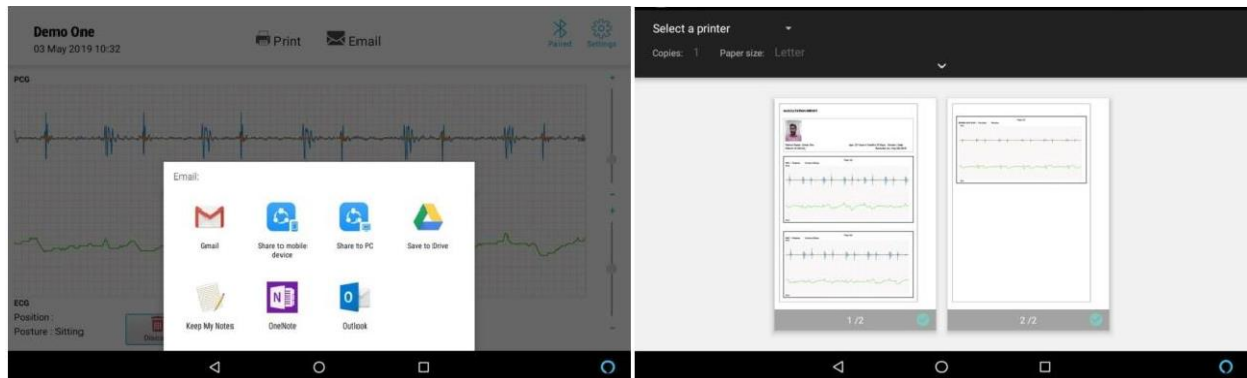 Demo One
03 May 2019 10:32
Print
Email
Paired
Settings
PCG
Email:
Gmail
Share to mobile device
Share to PC
Save to Drive
Keep My Notes
OneNote
Outlook
ECG
Position :
Posture : Sitting
Select a printer
Copies: 1 Paper size: Letter
1 /2
2 /2